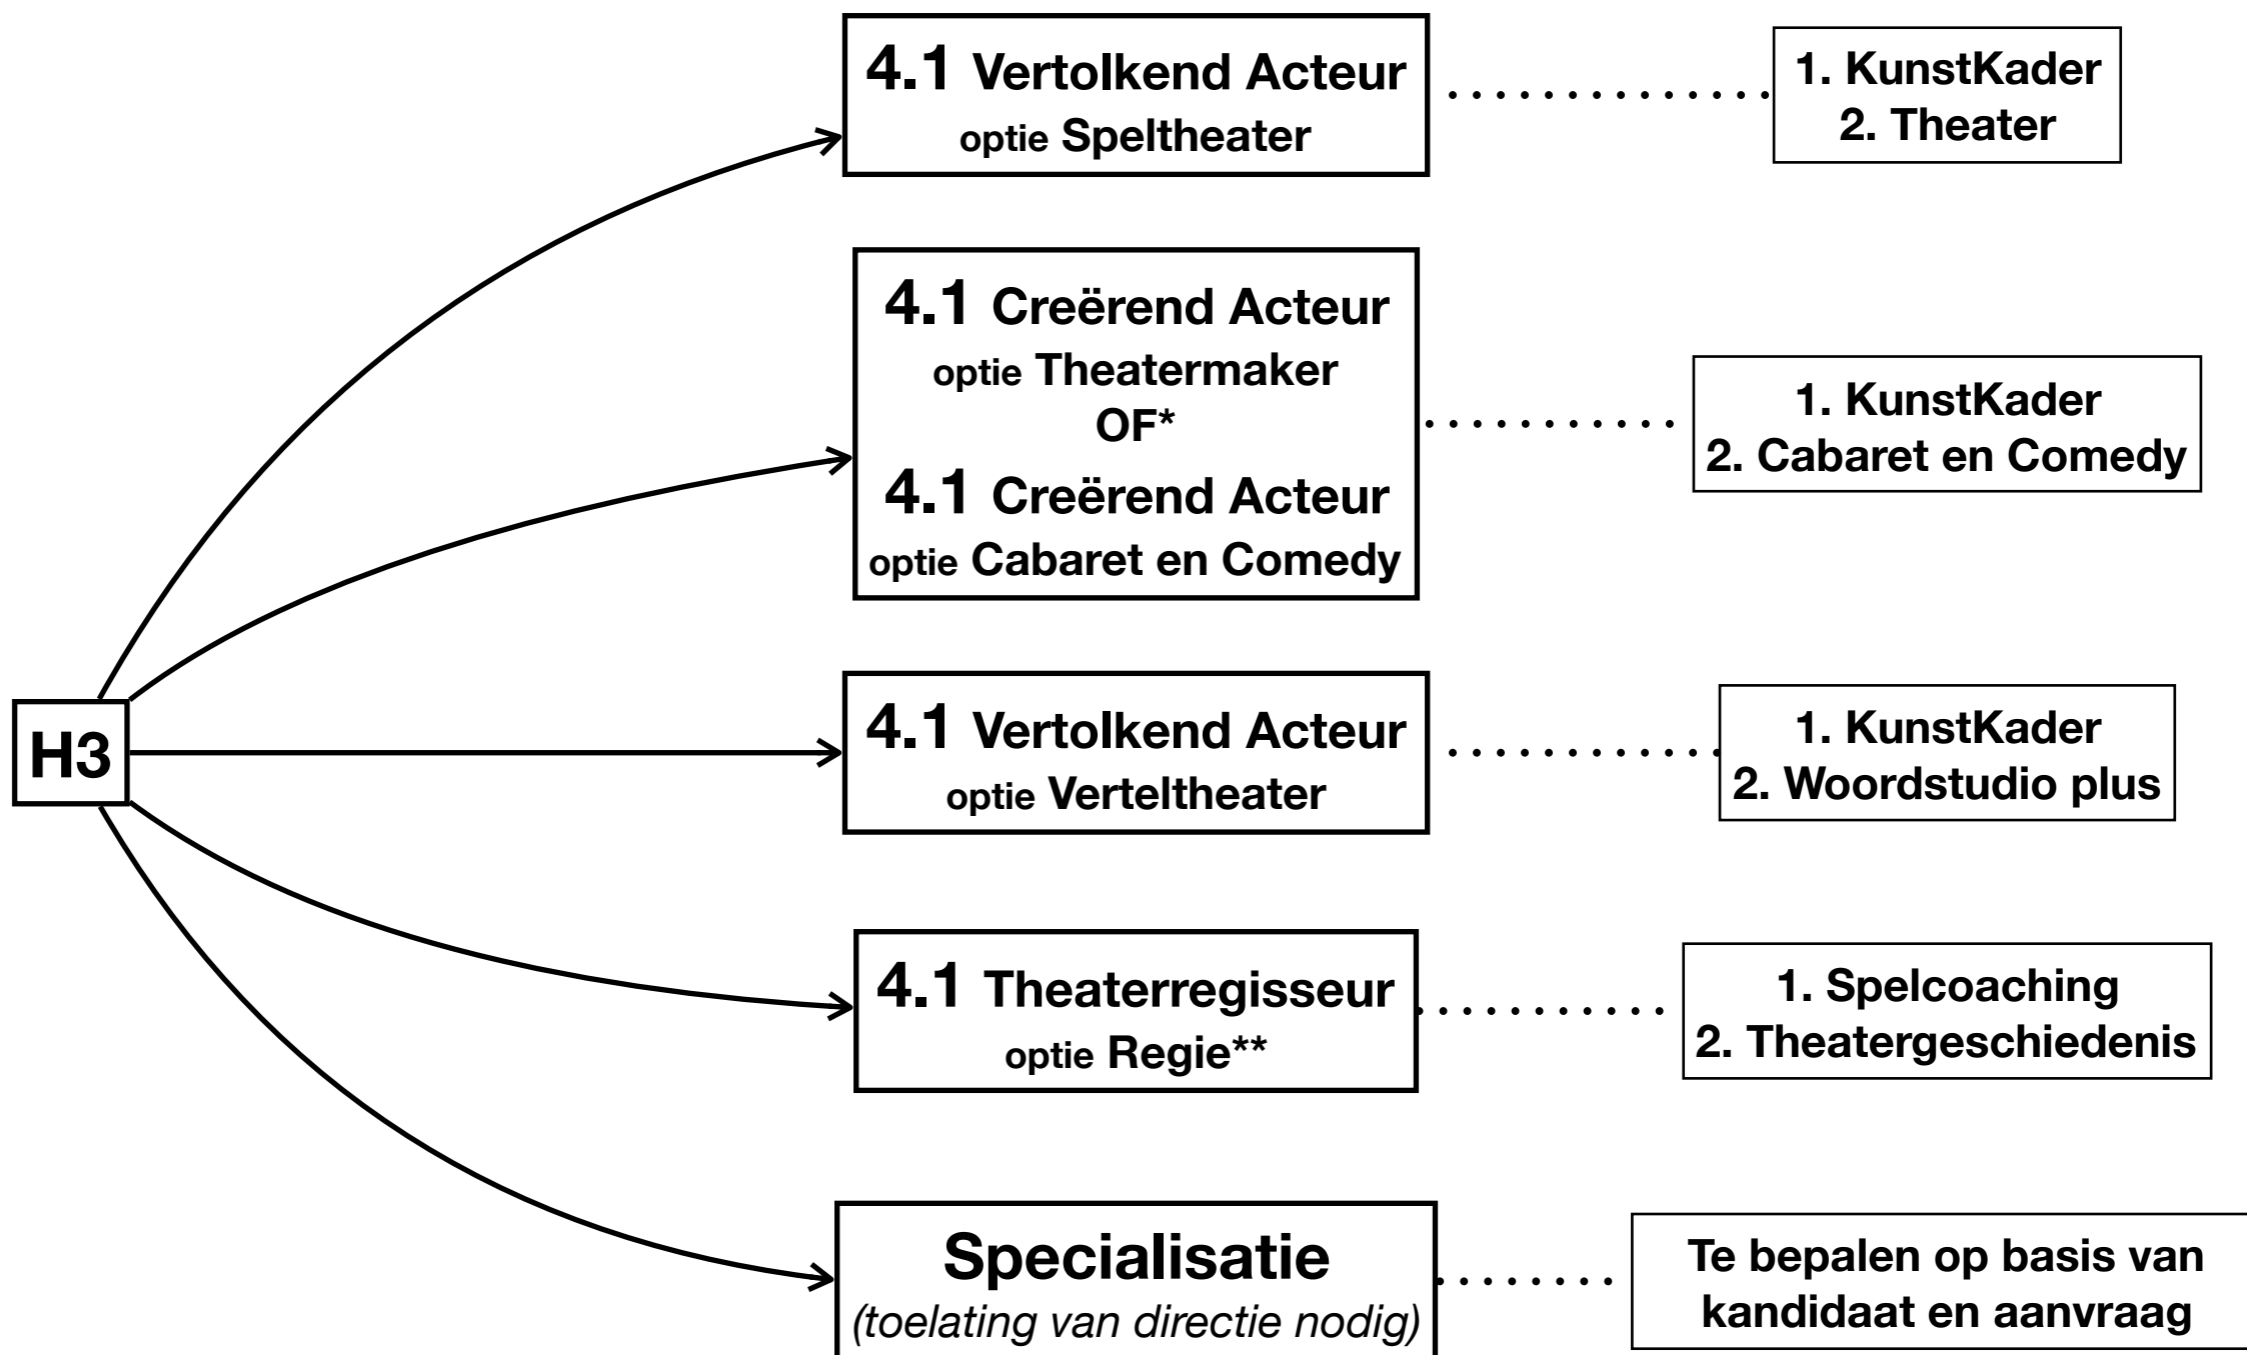 4.1 Vertolkend Acteur
optie Speltheater
1. KunstKader
2. Theater
4.1 Creërend Acteur
optie Theatermaker
OF*
4.1 Creërend Acteur
optie Cabaret en Comedy
1. KunstKader
2. Cabaret en Comedy
H3
4.1 Vertolkend Acteur
optie Verteltheater
1. KunstKader
2. Woordstudio plus
4.1 Theaterregisseur
optie Regie**
1. Spelcoaching
2. Theatergeschiedenis
Specialisatie
(toelating van directie nodig)
Te bepalen op basis van
kandidaat en aanvraag